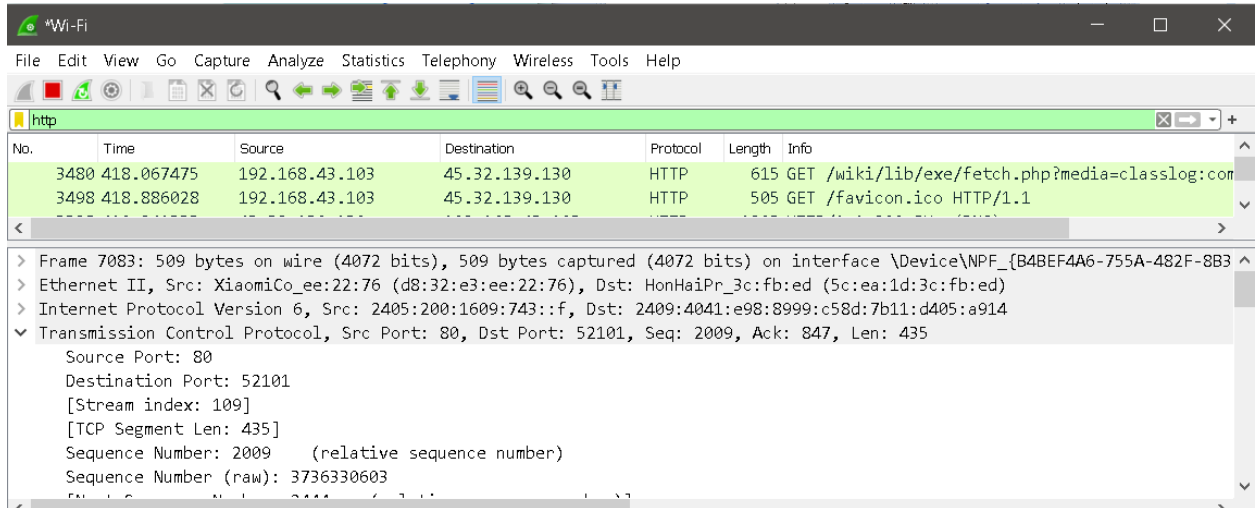 *Wi-Fi
File Edit View Go Capture Analyze Statistics Telephony Wireless Tools Help
http
No. Time Source Destination Protocol Length Info
3480 418.067475 192.168.43.103 45.32.139.130 HTTP 615 GET /wiki/lib/exe/fetch.php?media=classlog:com
3498 418.886028 192.168.43.103 45.32.139.130 HTTP 505 GET /favicon.ico HTTP/1.1
> Frame 7083: 509 bytes on wire (4072 bits), 509 bytes captured (4072 bits) on interface \Device\NPF_{B4BEF4A6-755A-482F-8B3
> Ethernet II, Src: XiaomiCo_ee:22:76 (d8:32:e3:ee:22:76), Dst: HonHaiPr_3c:fb:ed (5c:ea:1d:3c:fb:ed)
> Internet Protocol Version 6, Src: 2405:200:1609:743::f, Dst: 2409:4041:e98:8999:c58d:7b11:d405:a914
Transmission Control Protocol, Src Port: 80, Dst Port: 52101, Seq: 2009, Ack: 847, Len: 435
Source Port: 80
Destination Port: 52101
[Stream index: 109]
[TCP Segment Len: 435]
Sequence Number: 2009 (relative sequence number)
Sequence Number (raw): 3736330603